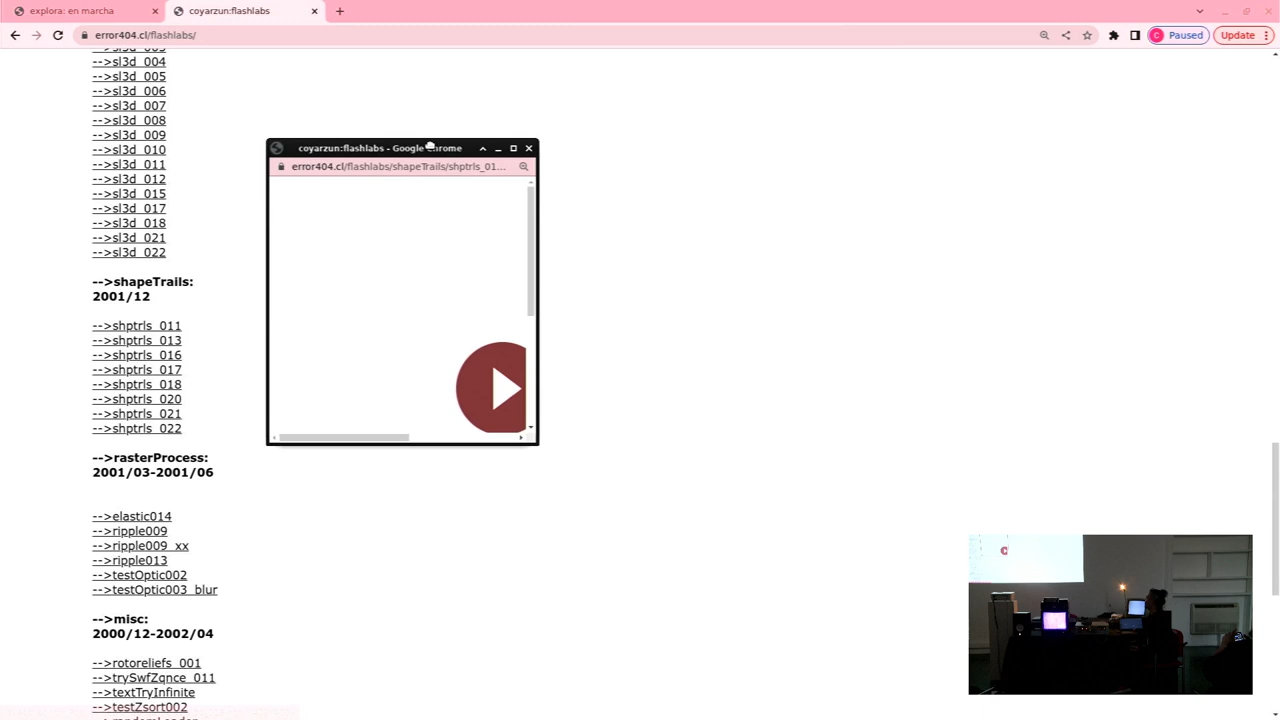 explora: en marcha
coyarzun:flashlabs
error404.cl/flashlabs/
C Paused
Update
-->sl3d_004
-->sl3d_005
-->sl3d_006
-->sl3d_007
-->sl3d_008
-->sl3d_009
-->sl3d_010
-->sl3d_011
-->sl3d_012
-->sl3d_015
-->sl3d_017
-->sl3d_018
-->sl3d_021
-->sl3d_022
-->shapeTrails:
2001/12
-->shptrls_011
-->shptrls_013
-->shptrls_016
-->shptrls_017
-->shptrls_018
-->shptrls_020
-->shptrls_021
-->shptrls_022
-->rasterProcess:
2001/03-2001/06
-->elastic014
-->ripple009
-->ripple009_xx
-->ripple013
-->testOptic002
-->testOptic003_blur
-->misc:
2000/12-2002/04
-->rotoreliefs_001
-->trySwfZqnce_011
-->textTryInfinite
-->testZsort002
coyarzun:flashlabs - Google Chrome
error404.cl/flashlabs/shapeTrails/shptrls_01...